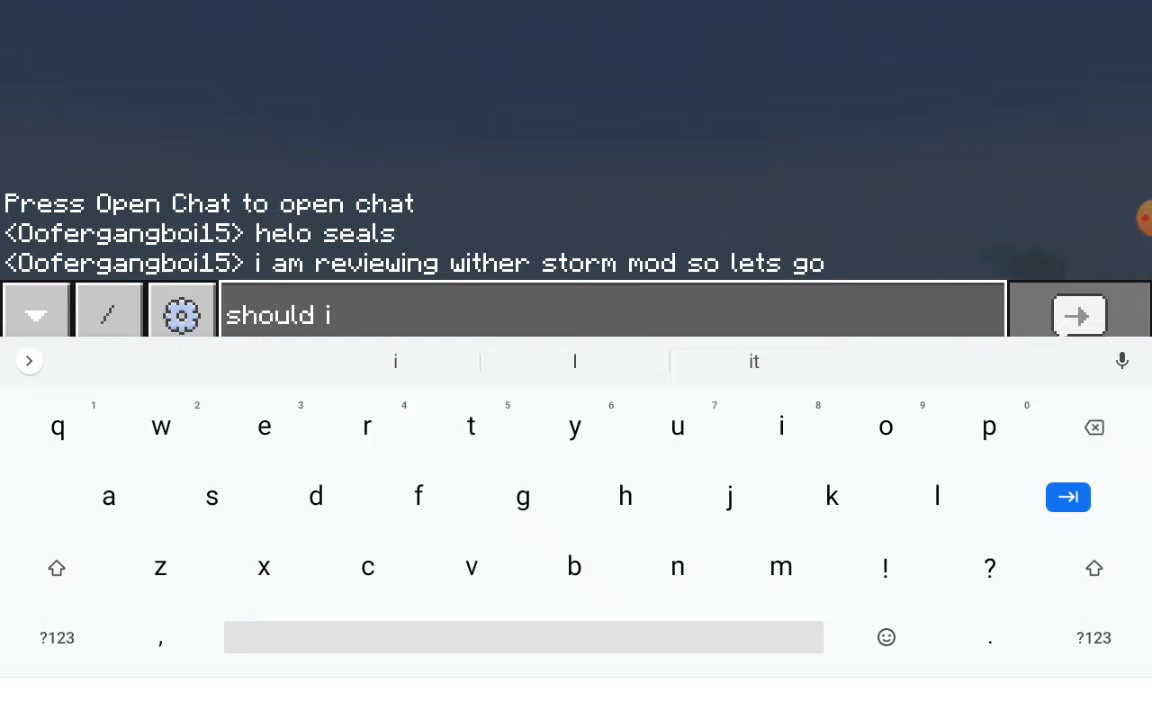 Press Open Chat to open chat
<Oofergangboi15> helo seals
<Oofergangboi15> i am reviewing wither storm mod so lets go
/ should i
i I it
1 2 3 4 5 6 7 8 9 0
q w e r t y u i o p
a s d f g h j k l
z x c v b n m ! ?
?123 , . ?123